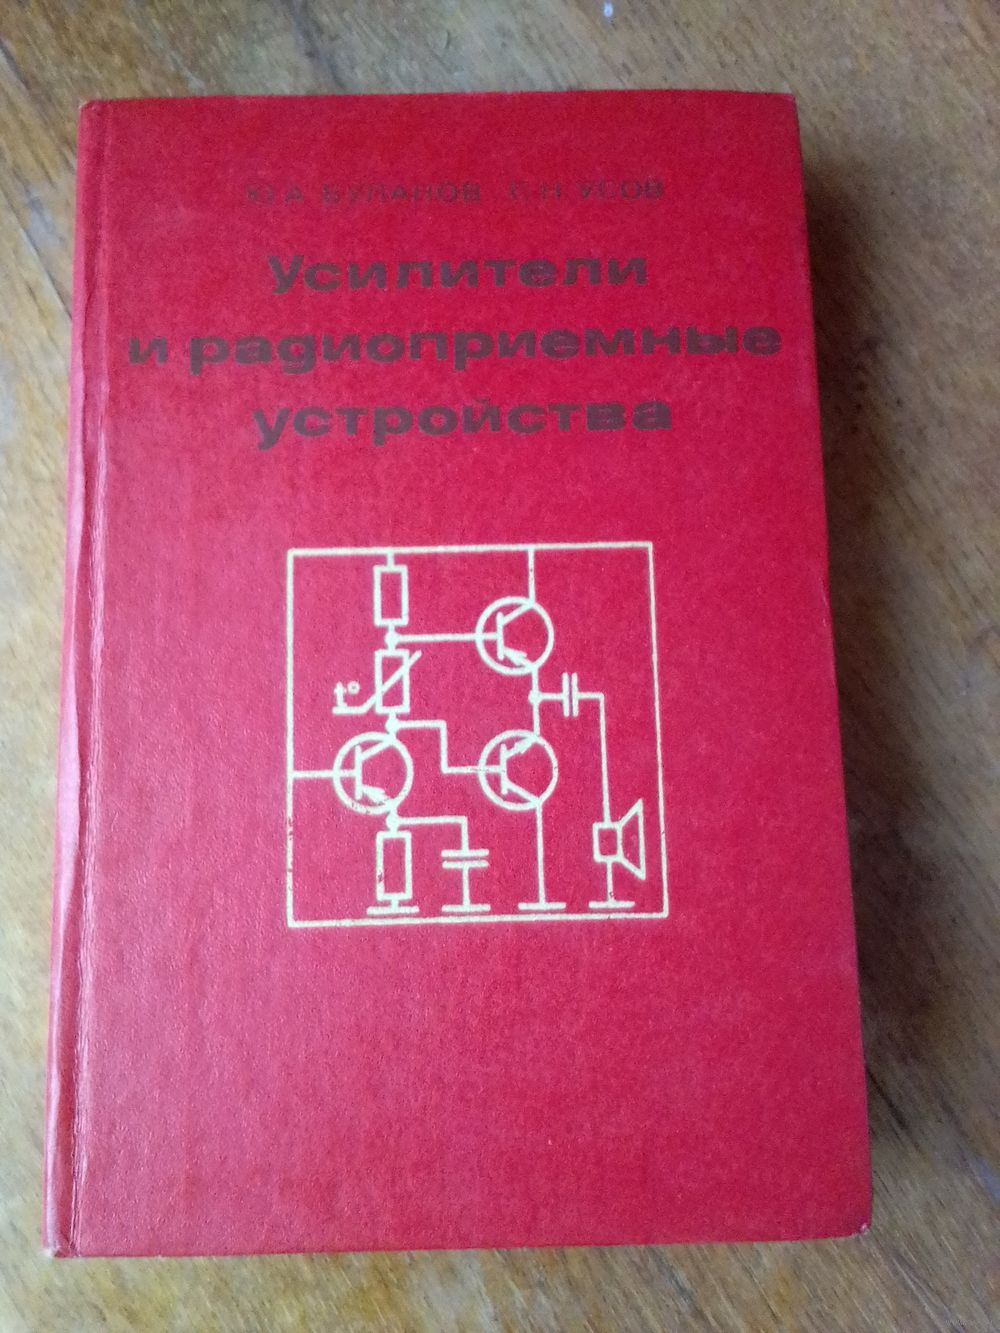 Ю.А. БУЛАНОВ, С.Н. УСОВ
Усилители
и радиоприемные
устройства
t°